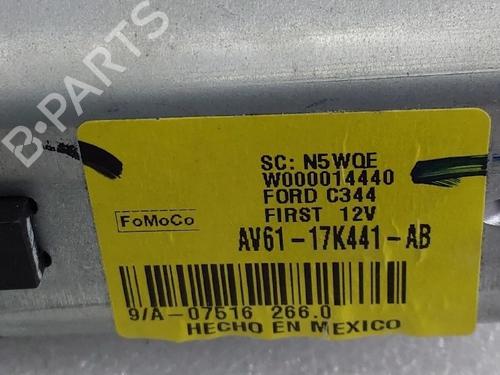 B-PARTS
SC: N5WQE
W000014440
FORD C344
FIRST 12V
FoMoCo
AV61-17K441-AB
9/A-07516 266.0
HECHO EN MEXICO